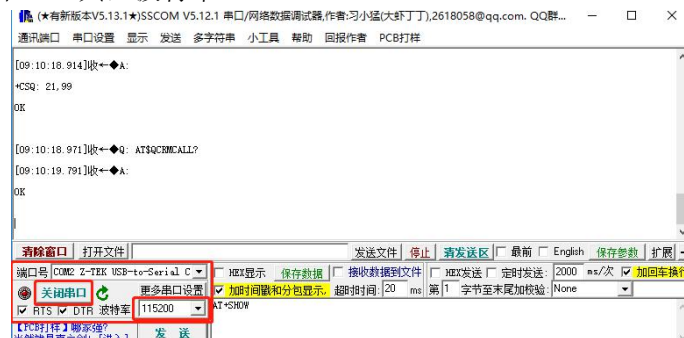 (★有新版本V5.13.1★)SSCOM V5.12.1 串口/网络数据调试器,作者:习小猛(大虾丁丁),2618058@qq.com. QQ群...
通讯端口 串口设置 显示 发送 多字符串 小工具 帮助 回报作者 PCB打样
[09:10:18.914]收←◆A:
+CSQ: 21,99
OK
[09:10:18.971]收←◆Q: AT$QCRMCALL?
[09:10:19.791]收←◆A:
OK
清除窗口 打开文件 发送文件 停止 清发送区 最前 English 保存参数 扩展
端口号 COM2 Z-TEK USB-to-Serial C HEX显示 保存数据 接收数据到文件 HEX发送 定时发送: 2000 ms/次 加回车换行
关闭串口 更多串口设置 加时间戳和分包显示, 超时时间: 20 ms 第1 字节至末尾加校验: None
RTS DTR 波特率 115200 AT+SHOW
【PCB打样】哪家强?
发 送